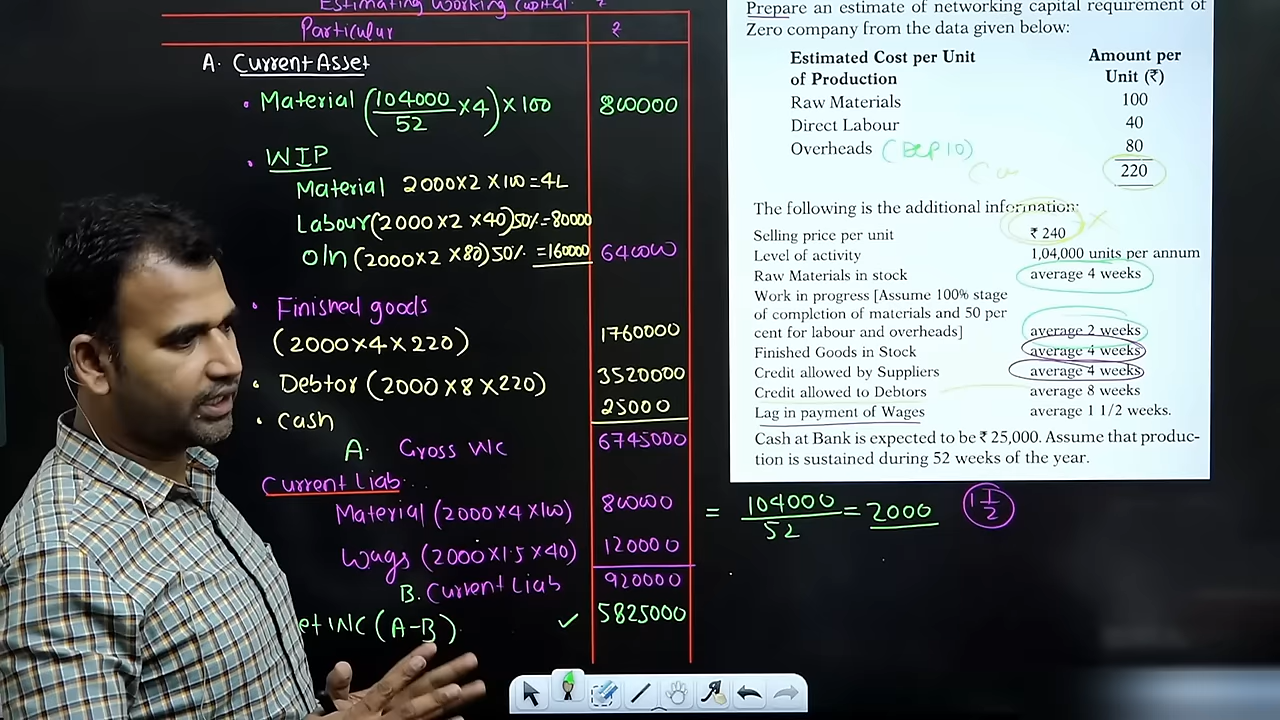 Estimating Working Capital. ₹
Particular ₹
A. Current Asset
• Material (104000/52 × 4) × 100 800000
• WIP
Material 2000×2×100 = 4L
Labour (2000×2×40) 50% = 80000
O/h (2000×2×80) 50% = 160000 640000
• Finished goods
(2000×4×220) 1760000
• Debtor (2000×8×220) 3520000
• Cash 25000
A. Gross W/C 6745000
Current Liab...
Material (2000×4×100) 800000
Wags (2000×1.5×40) 120000
B. Current Liab 920000
et WC (A-B) ✓ 5825000
Prepare an estimate of networking capital requirement of
Zero company from the data given below:
Estimated Cost per Unit Amount per
of Production Unit (₹)
Raw Materials 100
Direct Labour 40
Overheads (Dep 10) 80
220
The following is the additional information:
Selling price per unit ₹ 240 ×
Level of activity 1,04,000 units per annum
Raw Materials in stock average 4 weeks
Work in progress [Assume 100% stage
of completion of materials and 50 per
cent for labour and overheads] average 2 weeks
Finished Goods in Stock average 4 weeks
Credit allowed by Suppliers average 4 weeks
Credit allowed to Debtors average 8 weeks
Lag in payment of Wages average 1 1/2 weeks.
Cash at Bank is expected to be ₹ 25,000. Assume that produc-
tion is sustained during 52 weeks of the year.
= 104000/52 = 2000 1 1/2